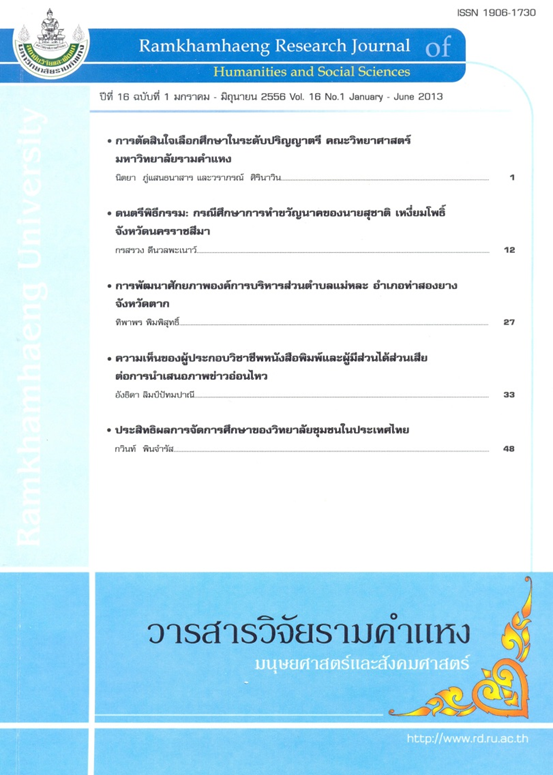 ISSN 1906-1730
Ramkhamhaeng Research Journal of
Humanities and Social Sciences
ปีที่ 16 ฉบับที่ 1 มกราคม - มิถุนายน 2556 Vol. 16 No.1 January - June 2013
Ramkhamhaeng University
• การตัดสินใจเลือกศึกษาในระดับปริญญาตรี คณะวิทยาศาสตร์
มหาวิทยาลัยรามคำแหง
นิตยา ภู่แสนธนาสาร และวราภรณ์ ศิรินาวิน 1
• ดนตรีพิธีกรรม: กรณีศึกษาการทำขวัญนาคของนายสุชาติ เหงี่ยมโพธิ์
จังหวัดนครราชสีมา
กรสรวง ดีนวลพะเนาว์ 12
• การพัฒนาศักยภาพองค์การบริหารส่วนตำบลแม่หละ อำเภอท่าสองยาง
จังหวัดตาก
ทิพาพร พิมพิสุทธิ์ 27
• ความเห็นของผู้ประกอบวิชาชีพหนังสือพิมพ์และผู้มีส่วนได้ส่วนเสีย
ต่อการนำเสนอภาพข่าวอ่อนไหว
อังธิดา ลิมป์ปัทมปาณี 33
• ประสิทธิผลการจัดการศึกษาของวิทยาลัยชุมชนในประเทศไทย
กวินท์ พินจำรัส 48
วารสารวิจัยรามคำแหง
มนุษยศาสตร์และสังคมศาสตร์
http://www.rd.ru.ac.th